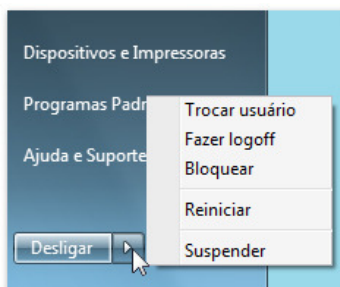 Dispositivos e Impressoras
Programas Padr
Ajuda e Suporte
Trocar usuário
Fazer logoff
Bloquear
Reiniciar
Suspender
Desligar